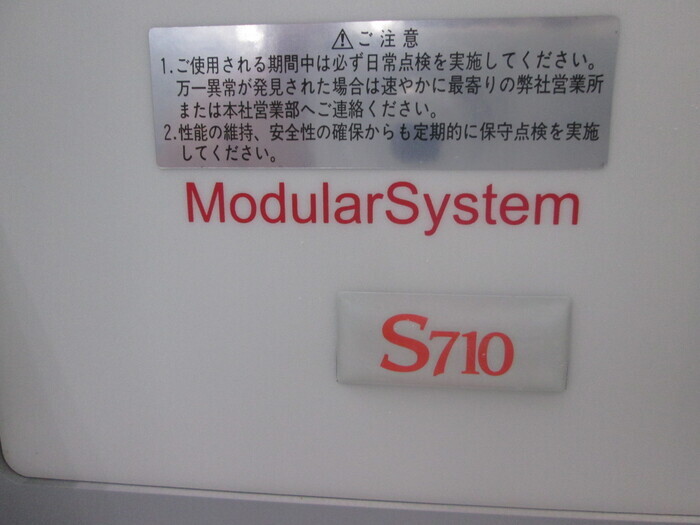 ⚠ご注意
1.ご使用される期間中は必ず日常点検を実施してください。
万一異常が発見された場合は速やかに最寄りの弊社営業所
または本社営業部へご連絡ください。
2.性能の維持、安全性の確保からも定期的に保守点検を実施
してください。
ModularSystem
S710